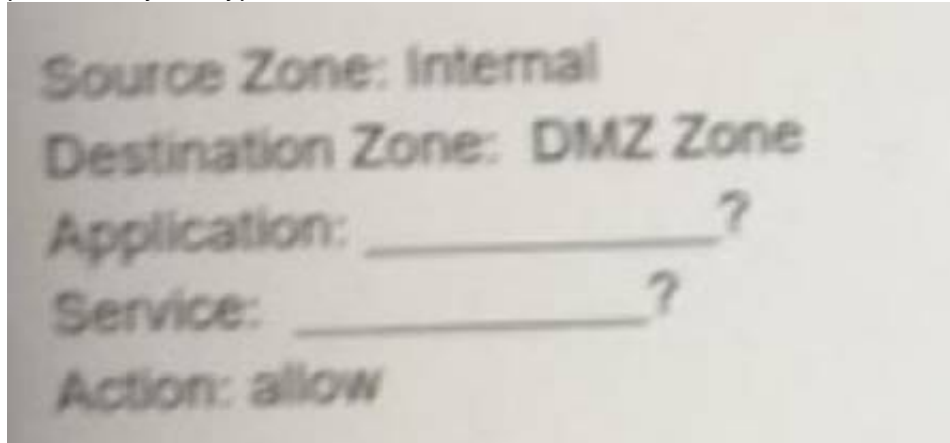 Source Zone: Internal
Destination Zone: DMZ Zone
Application: ____________?
Service: ____________?
Action: allow